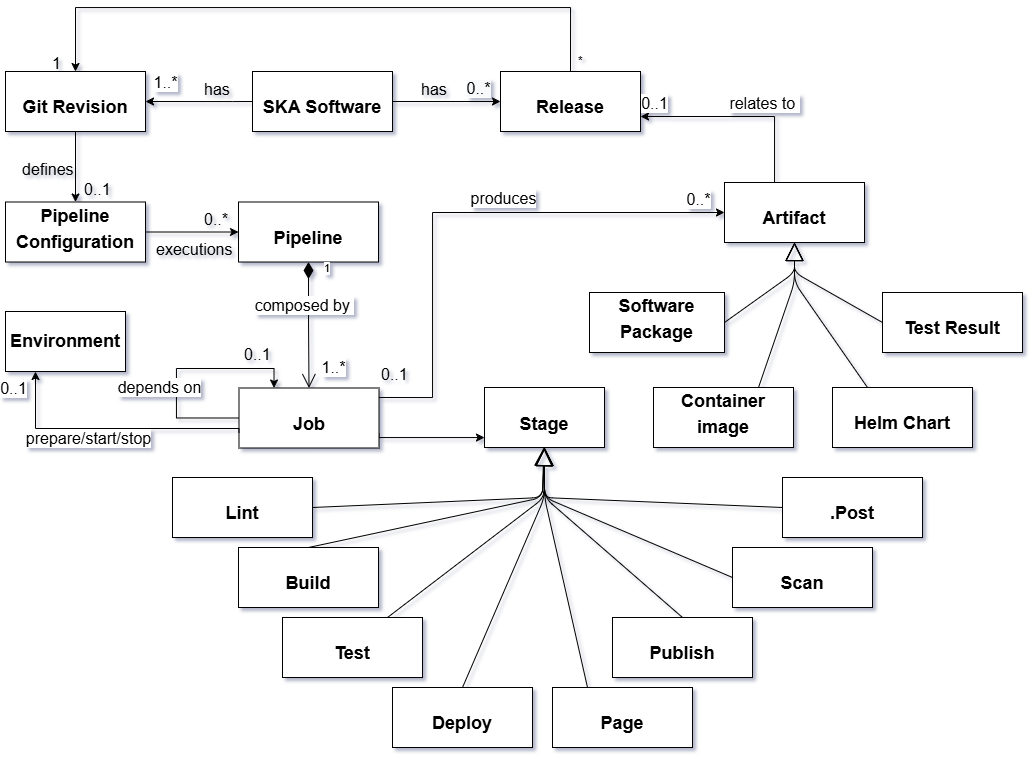 1
*
1..*
has
has
0..*
Git Revision
SKA Software
Release
0..1
relates to
defines
0..1
produces
0..*
Pipeline
Configuration
0..*
executions
Pipeline
Artifact
1
composed by
Software
Package
Test Result
Environment
0..1
1..*
0..1
depends on
0..1
Container
image
Helm Chart
Job
Stage
prepare/start/stop
Lint
.Post
Build
Scan
Test
Publish
Deploy
Page